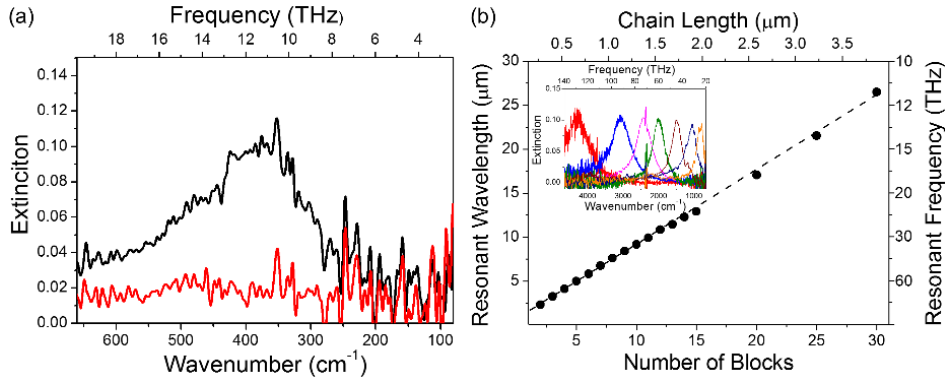 (a)
Frequency (THz)
18 16 14 12 10 8 6 4
0.14
0.12
0.10
0.08
0.06
0.04
0.02
0.00
Extinciton
600 500 400 300 200 100
Wavenumber (cm-1)
(b)
Chain Length (μm)
0.5 1.0 1.5 2.0 2.5 3.0 3.5
30
25
20
15
10
5
Resonant Wavelength (μm)
10
12
15
20
30
60
Resonant Frequency (THz)
Frequency (THz)
140 120 100 80 60 40 20
0.15
0.10
0.05
0.00
Extinction
4000 3000 2000 1000
Wavenumber (cm-1)
0 5 10 15 20 25 30
Number of Blocks